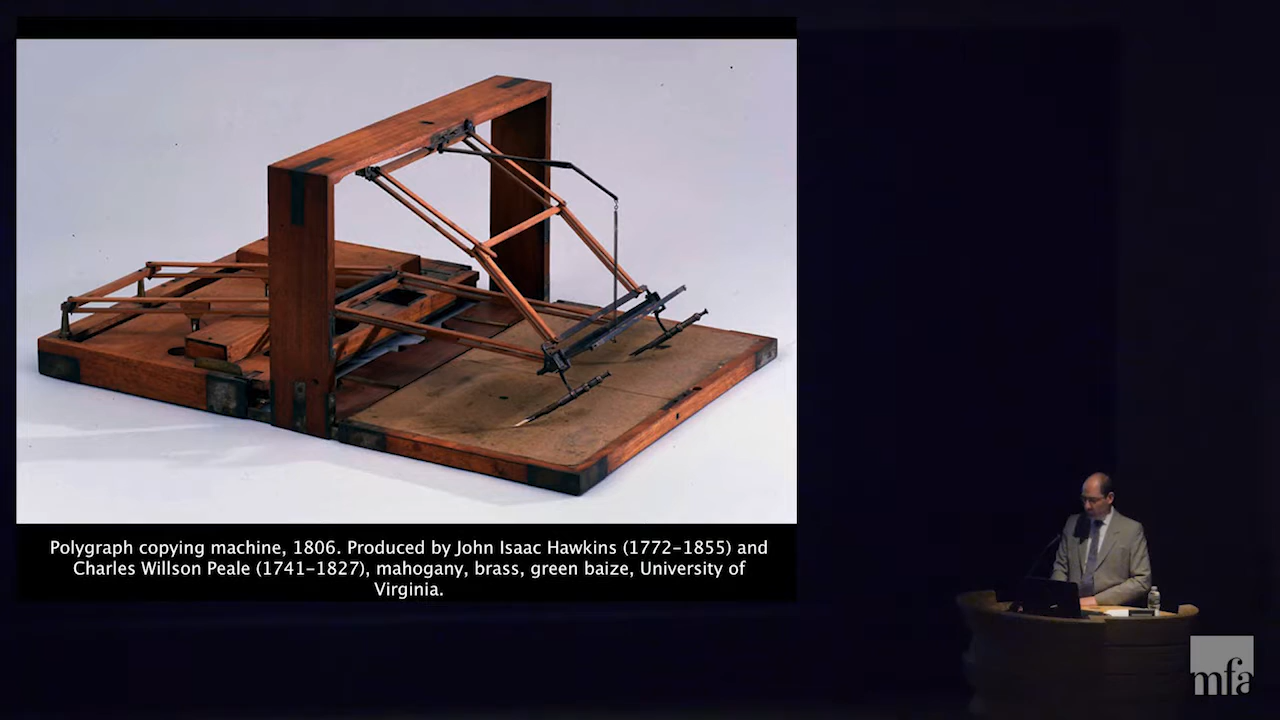 Polygraph copying machine, 1806. Produced by John Isaac Hawkins (1772–1855) and
Charles Willson Peale (1741–1827), mahogany, brass, green baize, University of
Virginia.
mfa